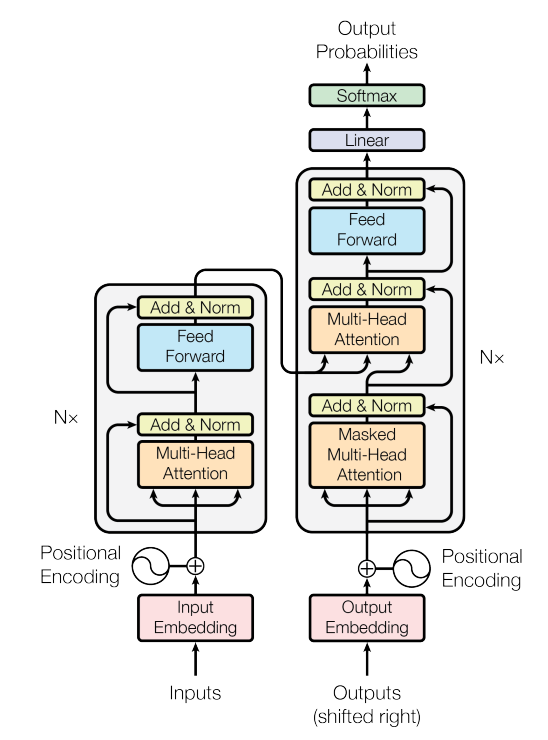 Output
Probabilities
Softmax
Linear
Add & Norm
Feed
Forward
Add & Norm
Multi-Head
Attention
Add & Norm
Masked
Multi-Head
Attention
N×
Add & Norm
Feed
Forward
Add & Norm
Multi-Head
Attention
N×
Positional
Encoding
Positional
Encoding
Input
Embedding
Output
Embedding
Inputs
Outputs
(shifted right)